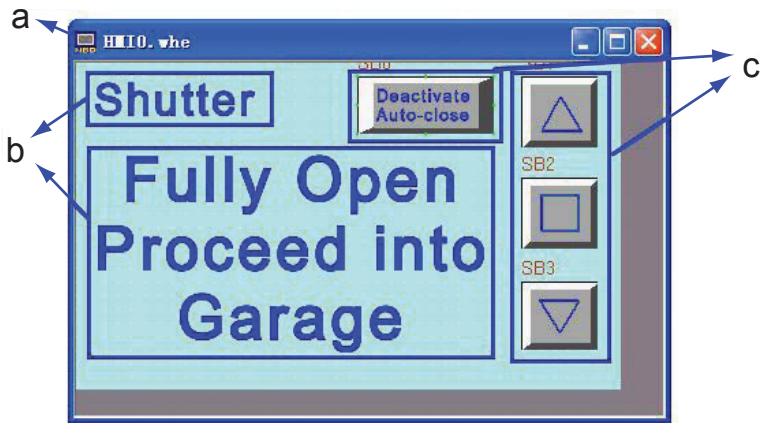 a
HMI0.whe
b
c
Shutter
Deactivate
Auto-close
SB2
SB3
Fully Open
Proceed into
Garage